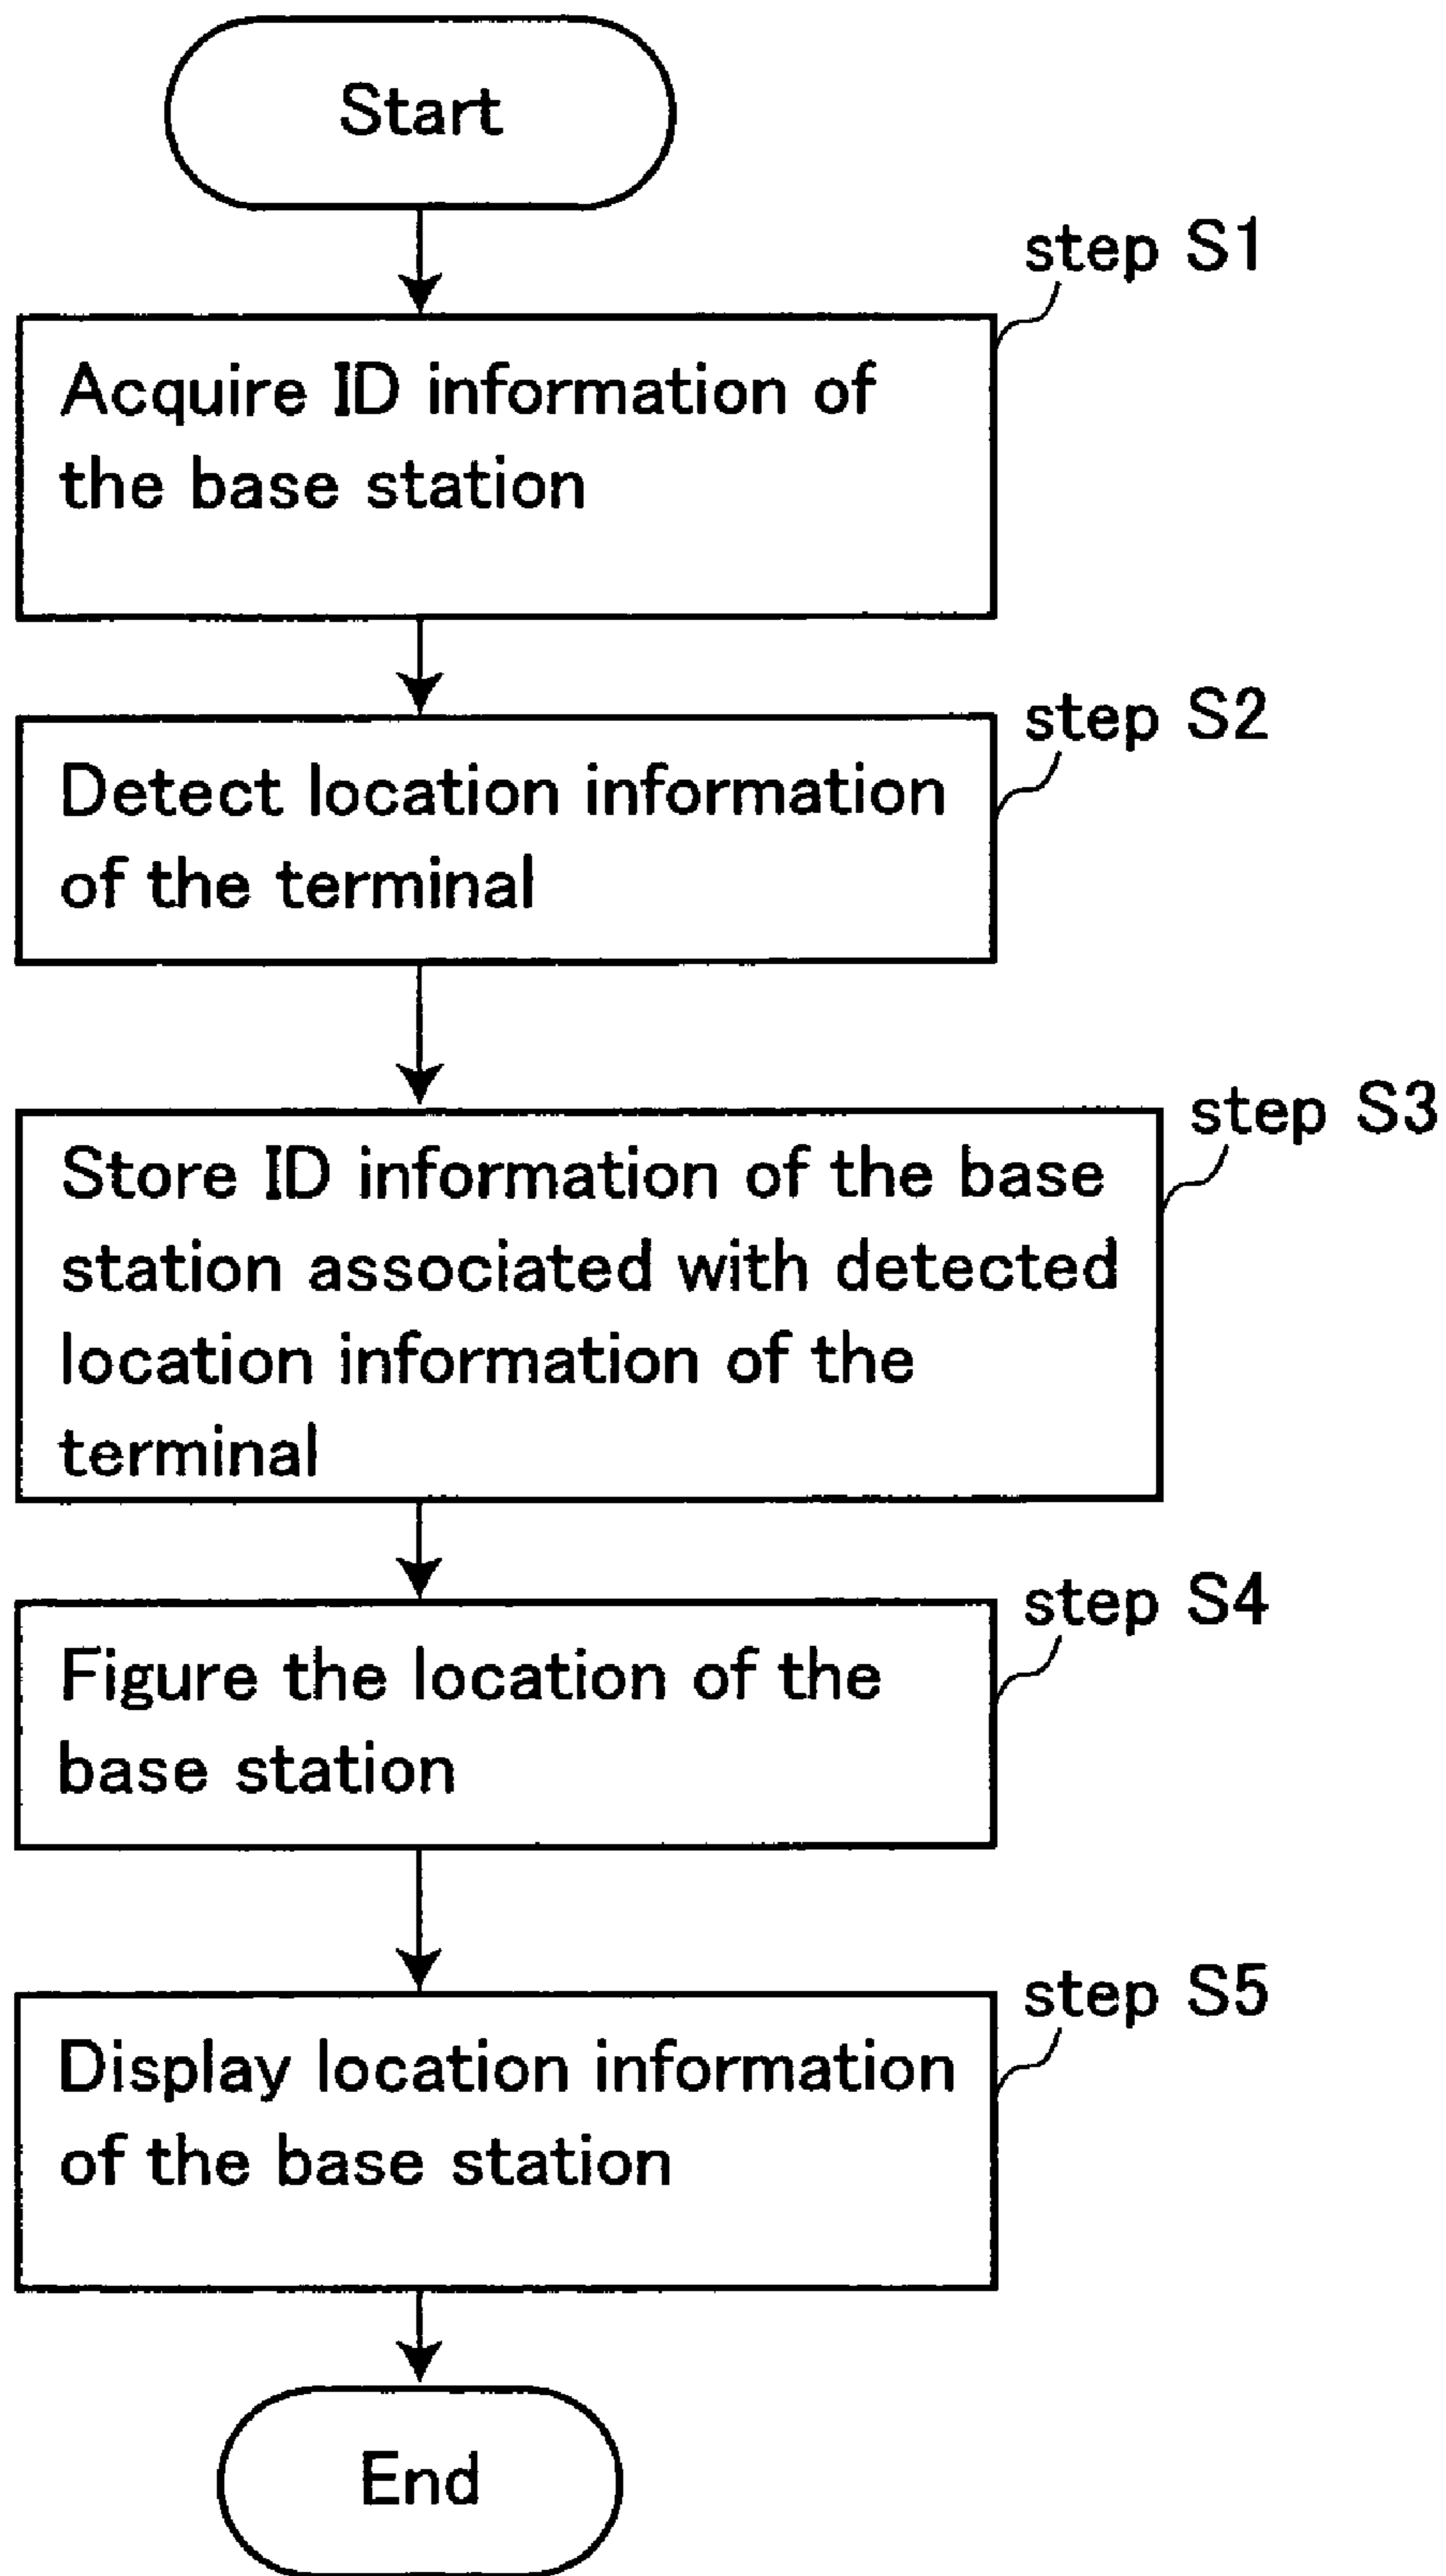 Start
step S1
Acquire ID information of
the base station
step S2
Detect location information
of the terminal
step S3
Store ID information of the base
station associated with detected
location information of the
terminal
step S4
Figure the location of the
base station
step S5
Display location information
of the base station
End